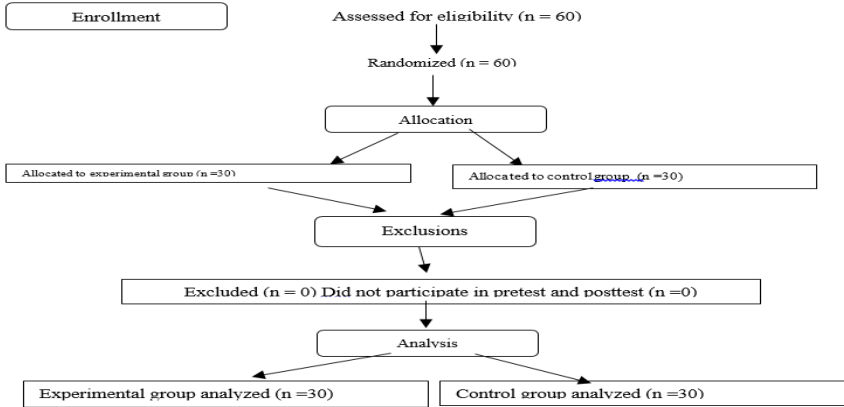 Enrollment
Assessed for eligibility (n = 60)
Randomized (n = 60)
Allocation
Allocated to experimental group (n =30)
Allocated to control group (n =30)
Exclusions
Excluded (n = 0) Did not participate in pretest and posttest (n =0)
Analysis
Experimental group analyzed (n =30)
Control group analyzed (n =30)